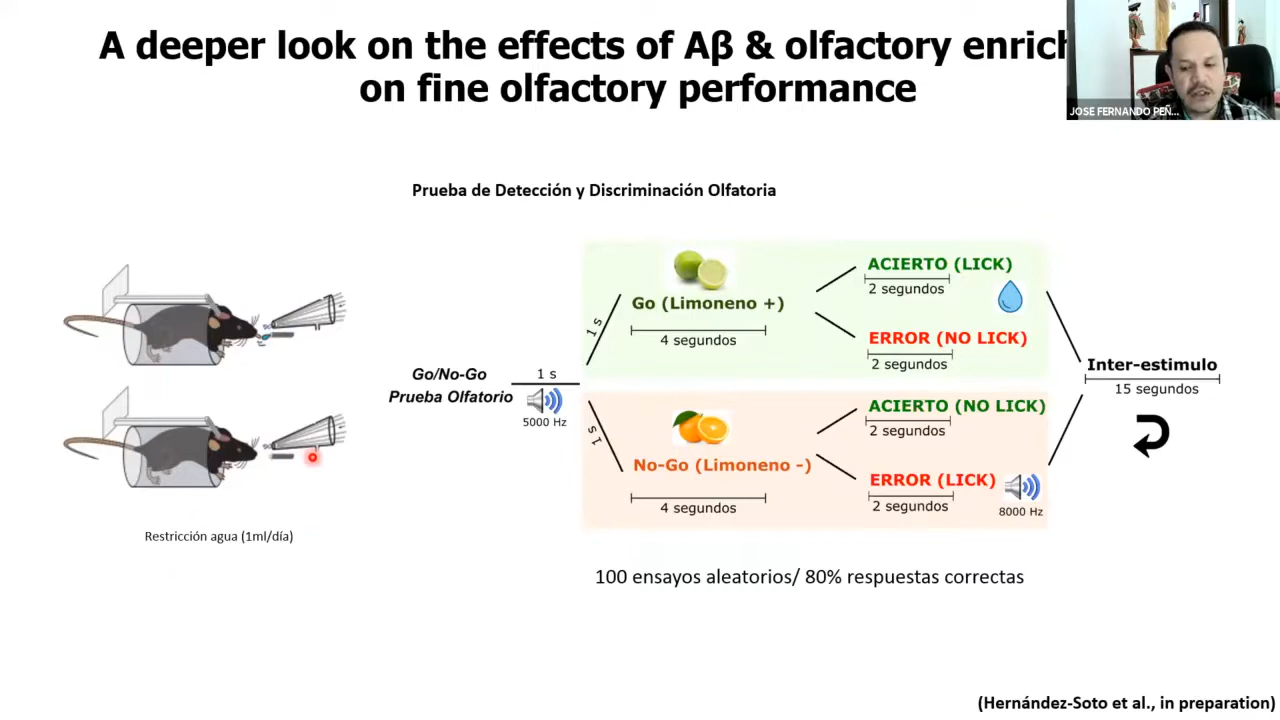 A deeper look on the effects of Aβ & olfactory enrich
on fine olfactory performance
JOSE FERNANDO PEÑ...
Prueba de Detección y Discriminación Olfatoria
Go/No-Go
Prueba Olfatorio
1 s
5000 Hz
1 s
Go (Limoneno +)
4 segundos
ACIERTO (LICK)
2 segundos
ERROR (NO LICK)
2 segundos
1 s
No-Go (Limoneno -)
4 segundos
ACIERTO (NO LICK)
2 segundos
ERROR (LICK)
2 segundos
8000 Hz
Inter-estimulo
15 segundos
Restricción agua (1ml/día)
100 ensayos aleatorios/ 80% respuestas correctas
(Hernández-Soto et al., in preparation)